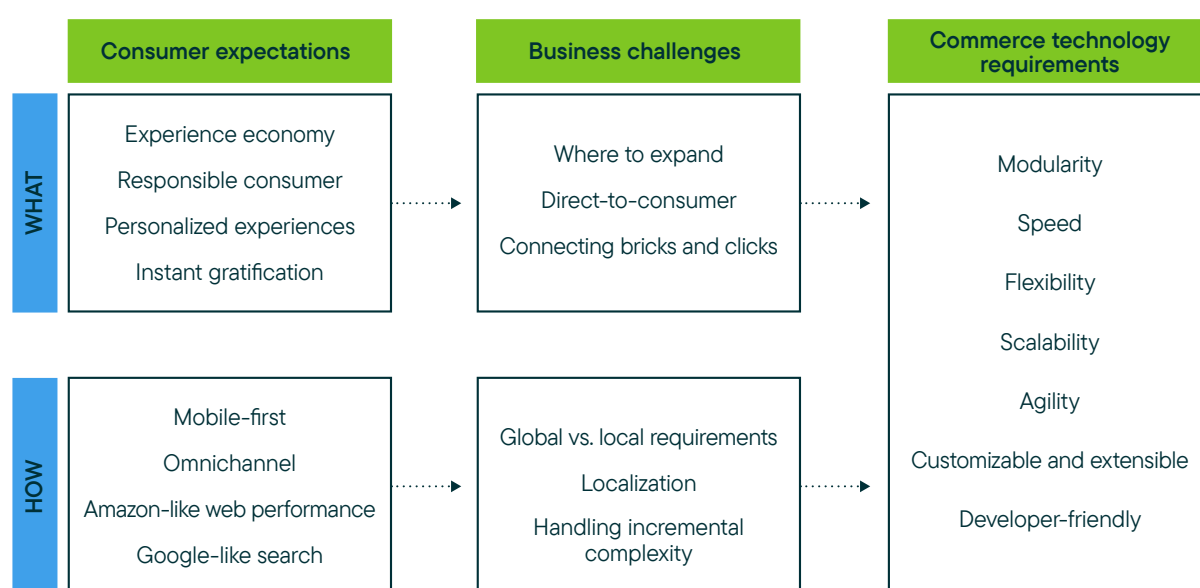 Consumer expectations
Business challenges
Commerce technology
requirements
WHAT
Experience economy
Responsible consumer
Personalized experiences
Instant gratification
Where to expand
Direct-to-consumer
Connecting bricks and clicks
Modularity
Speed
Flexibility
Scalability
Agility
Customizable and extensible
Developer-friendly
HOW
Mobile-first
Omnichannel
Amazon-like web performance
Google-like search
Global vs. local requirements
Localization
Handling incremental
complexity